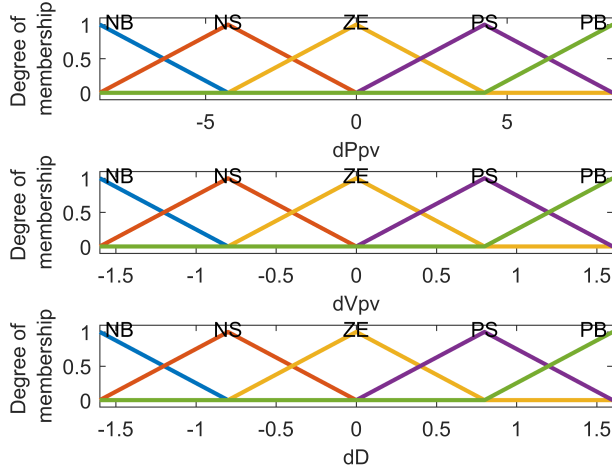 NB NS ZE PS PB
1
0.5
0
Degree of
membership
-5 0 5
dPpv
NB NS ZE PS PB
1
0.5
0
Degree of
membership
-1.5 -1 -0.5 0 0.5 1 1.5
dVpv
NB NS ZE PS PB
1
0.5
0
Degree of
membership
-1.5 -1 -0.5 0 0.5 1 1.5
dD